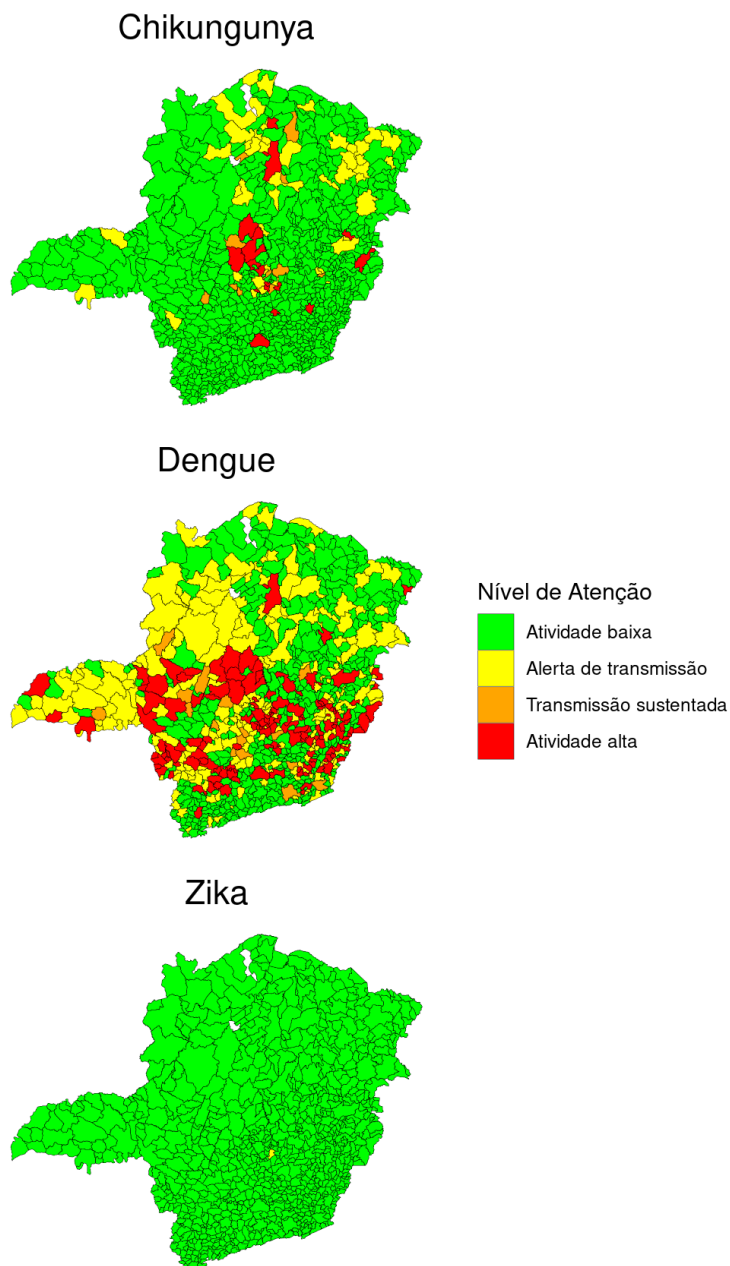 Chikungunya
Dengue
Nível de Atenção
Atividade baixa
Alerta de transmissão
Transmissão sustentada
Atividade alta
Zika